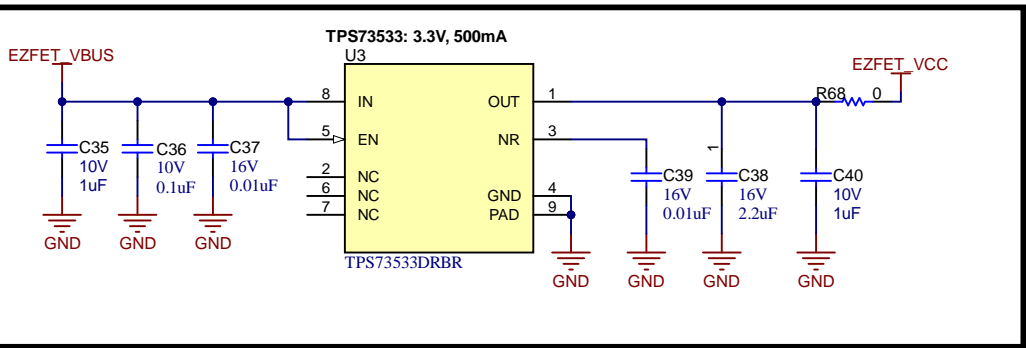 TPS73533: 3.3V, 500mA
U3
EZFET_VBUS
EZFET_VCC
8 IN
OUT 1
R68 0
5 EN
NR 3
C35
10V
1uF
C36
10V
0.1uF
C37
16V
0.01uF
2 NC
6 NC
7 NC
GND 4
PAD 9
C39
16V
0.01uF
1
C38
16V
2.2uF
C40
10V
1uF
TPS73533DRBR
GND
GND
GND
GND
GND
GND
GND